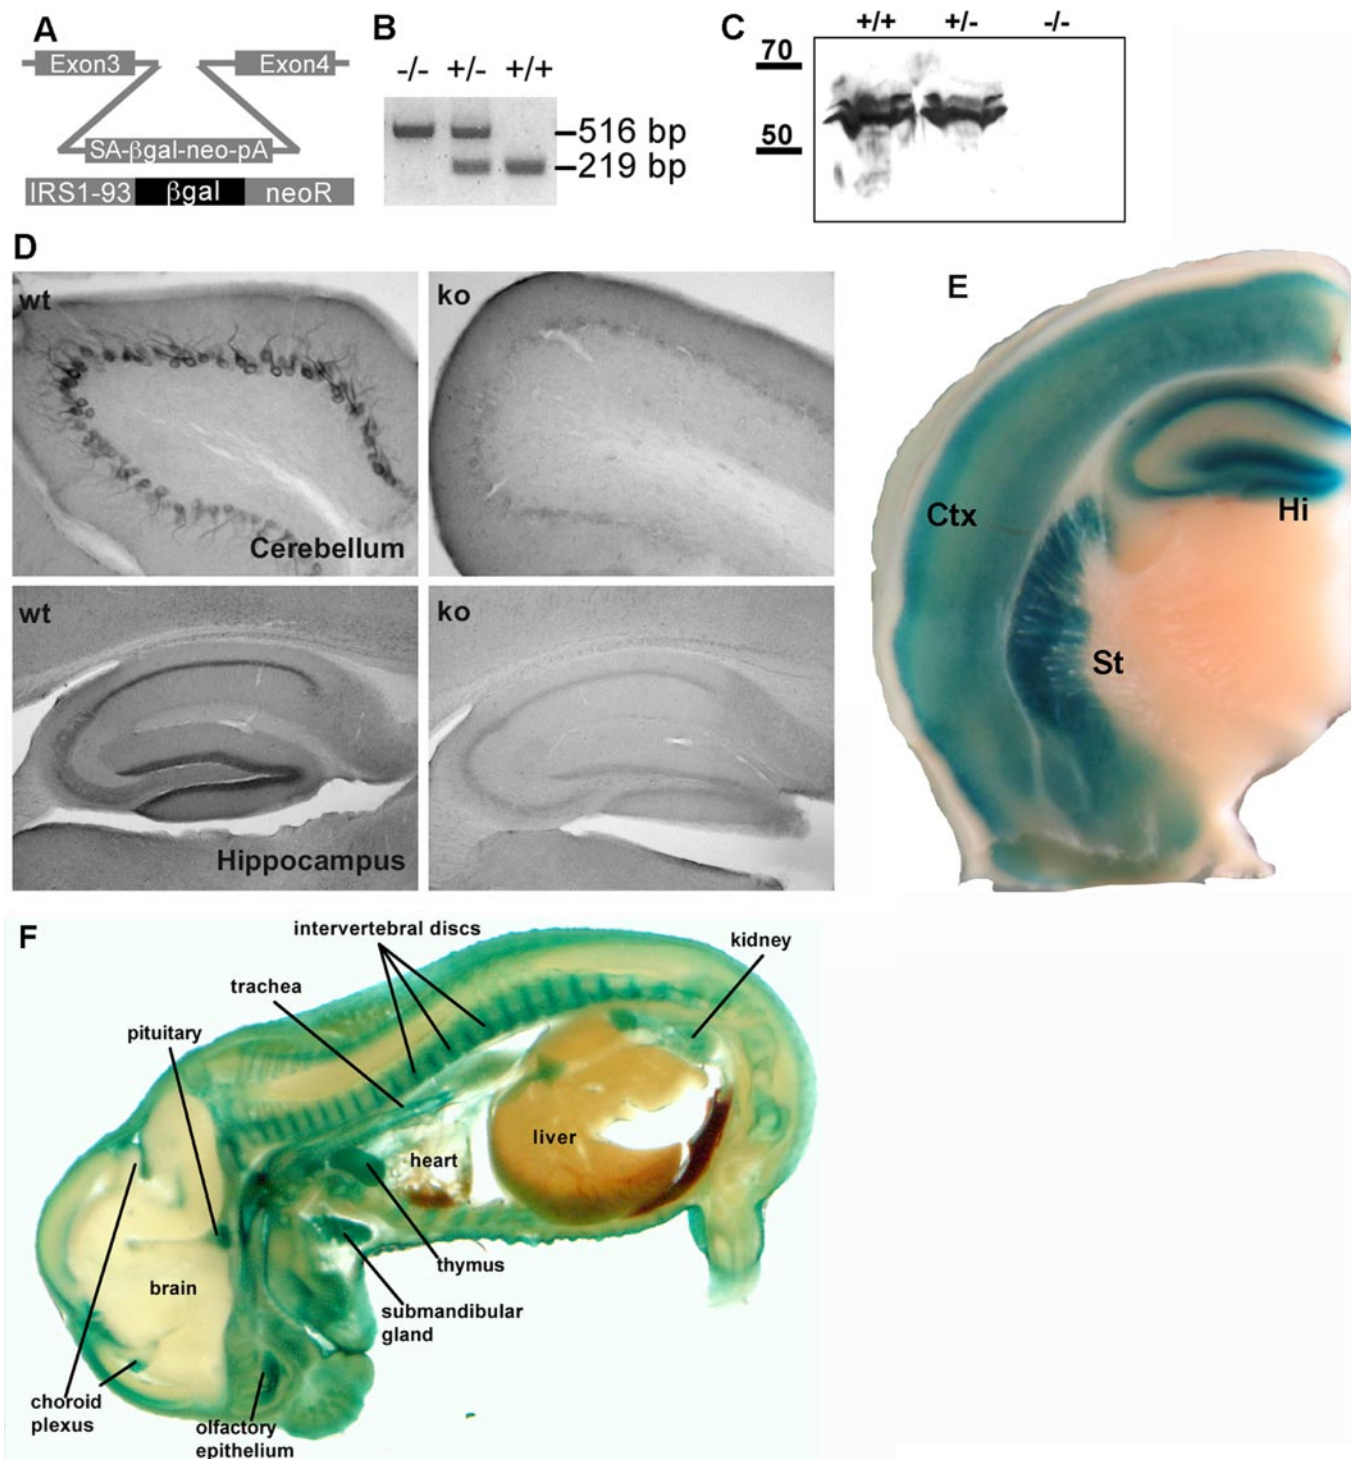 A
Exon3
Exon4
SA-βgal-neo-pA
IRS1-93
βgal
neoR
B
-/-
+/-
+/+
516 bp
219 bp
C
+/+
+/-
-/-
70
50
D
wt
ko
Cerebellum
wt
ko
Hippocampus
E
Ctx
Hi
St
F
intervertebral discs
kidney
trachea
pituitary
liver
heart
brain
thymus
submandibular
gland
choroid
plexus
olfactory
epithelium